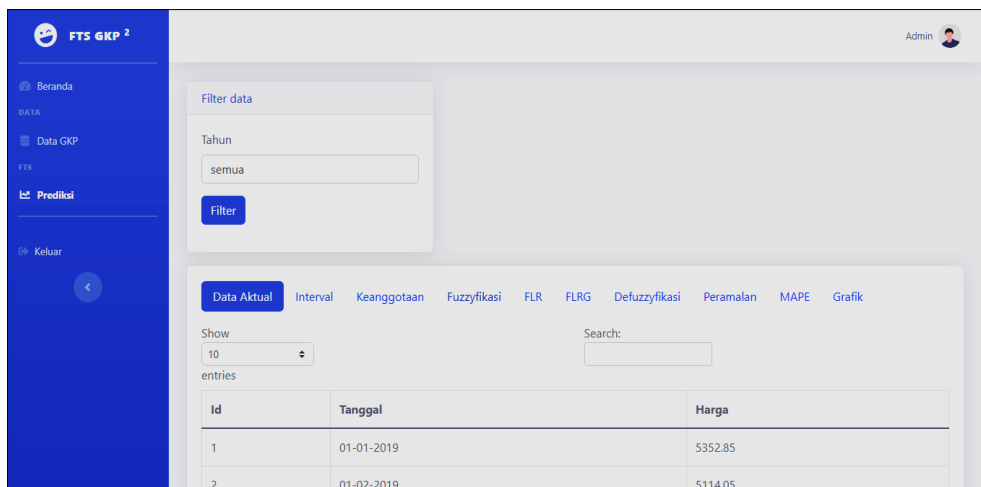 FTS GKP 2
Admin
Beranda
DATA
Data GKP
FTS
Prediksi
Keluar
Filter data
Tahun
semua
Filter
Data Aktual Interval Keanggotaan Fuzzyfikasi FLR FLRG Defuzzyfikasi Peramalan MAPE Grafik
Show
10
entries
Search:
Id Tanggal Harga
1 01-01-2019 5352.85
2 01-02-2019 5114.05